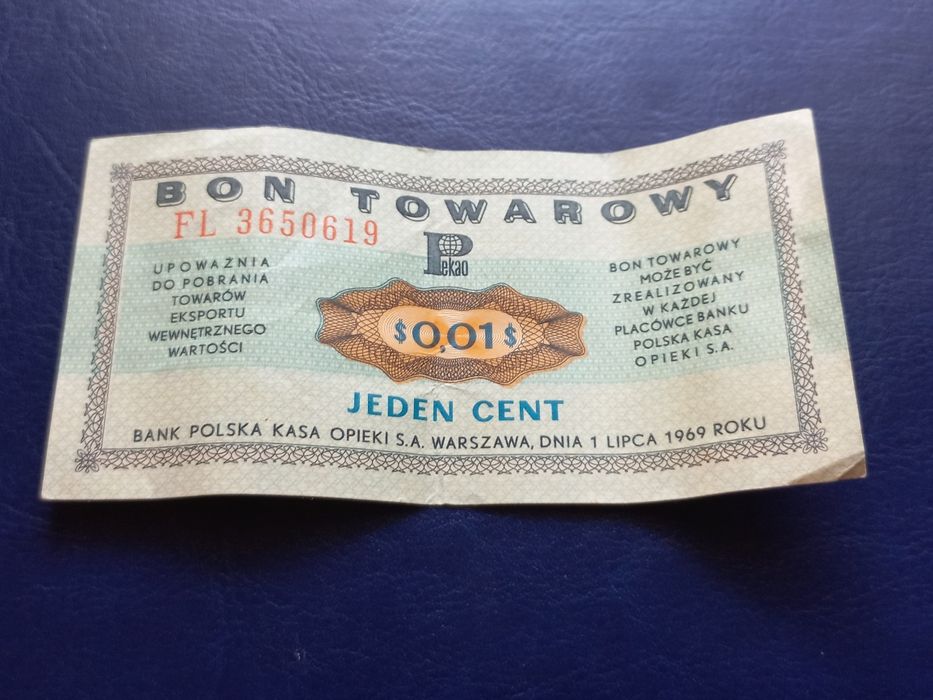 BON TOWAROWY
FL 3650619
Pekao
UPOWAŻNIA
DO POBRANIA
TOWARÓW
EKSPORTU
WEWNĘTRZNEGO
WARTOŚCI
BON TOWAROWY
MOŻE BYĆ
ZREALIZOWANY
W KAŻDEJ
PLACÓWCE BANKU
POLSKA KASA
OPIEKI S.A.
$0,01$
JEDEN CENT
BANK POLSKA KASA OPIEKI S.A. WARSZAWA, DNIA 1 LIPCA 1969 ROKU